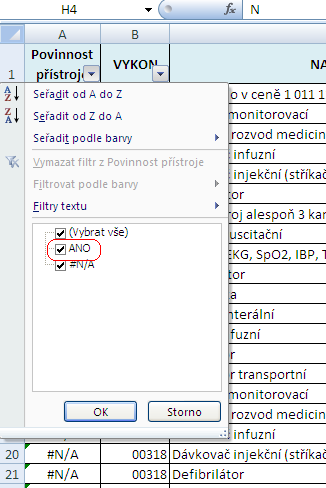 H4 fx N
A B
1 Povinnost přístroje VYKON NA
Seřadit od A do Z
Seřadit od Z do A
Seřadit podle barvy
Vymazat filtr z Povinnost přístroje
Filtrovat podle barvy
Filtry textu
(Vybrat vše)
ANO
#N/A
OK Storno
o v ceně 1 011 1
monitorovací
rozvod medicin
infuzní
injekční (stříkač
tor
roj alespoň 3 kan
uscitační
EKG, SpO2, IBP, T
tor
a
nterální
fuzní
or
r transportní
monitorovací
rozvod medicin
infuzní
20 #N/A 00318 Dávkovač injekční (stříkač
21 #N/A 00318 Defibrilátor